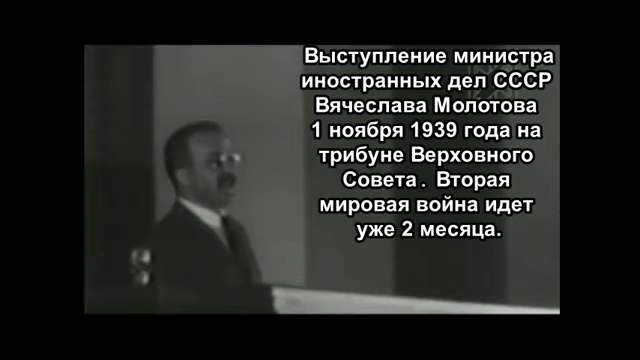 Выступление министра
иностранных дел СССР
Вячеслава Молотова
1 ноября 1939 года на
трибуне Верховного
Совета. Вторая
мировая война идет
уже 2 месяца.